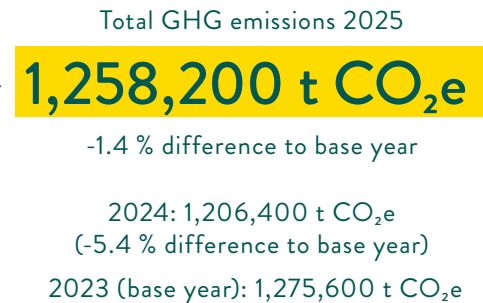 Total GHG emissions 2025
1,258,200 t CO₂e
-1.4 % difference to base year
2024: 1,206,400 t CO₂e
(-5.4 % difference to base year)
2023 (base year): 1,275,600 t CO₂e